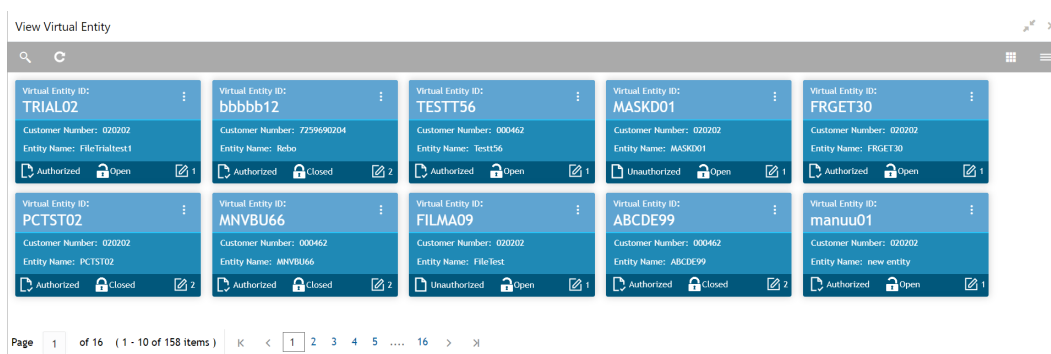 View Virtual Entity
Virtual Entity ID:
TRIAL02
Customer Number: 020202
Entity Name: FileTrialtest1
Authorized Open 1
Virtual Entity ID:
bbbbb12
Customer Number: 7259690204
Entity Name: Rebo
Authorized Closed 2
Virtual Entity ID:
TESTT56
Customer Number: 000462
Entity Name: Testt56
Authorized Open 1
Virtual Entity ID:
MASKD01
Customer Number: 020202
Entity Name: MASKD01
Unauthorized Open 1
Virtual Entity ID:
FRGET30
Customer Number: 020202
Entity Name: FRGET30
Authorized Open 1
Virtual Entity ID:
PCTST02
Customer Number: 020202
Entity Name: PCTST02
Authorized Closed 2
Virtual Entity ID:
MNVBU66
Customer Number: 000462
Entity Name: MNVBU66
Authorized Closed 2
Virtual Entity ID:
FILMA09
Customer Number: 020202
Entity Name: FileTest
Unauthorized Open 1
Virtual Entity ID:
ABCDE99
Customer Number: 000462
Entity Name: ABCDE99
Authorized Closed 2
Virtual Entity ID:
manuu01
Customer Number: 020202
Entity Name: new entity
Authorized Open 1
Page 1 of 16 ( 1 - 10 of 158 items ) 1 2 3 4 5 .... 16